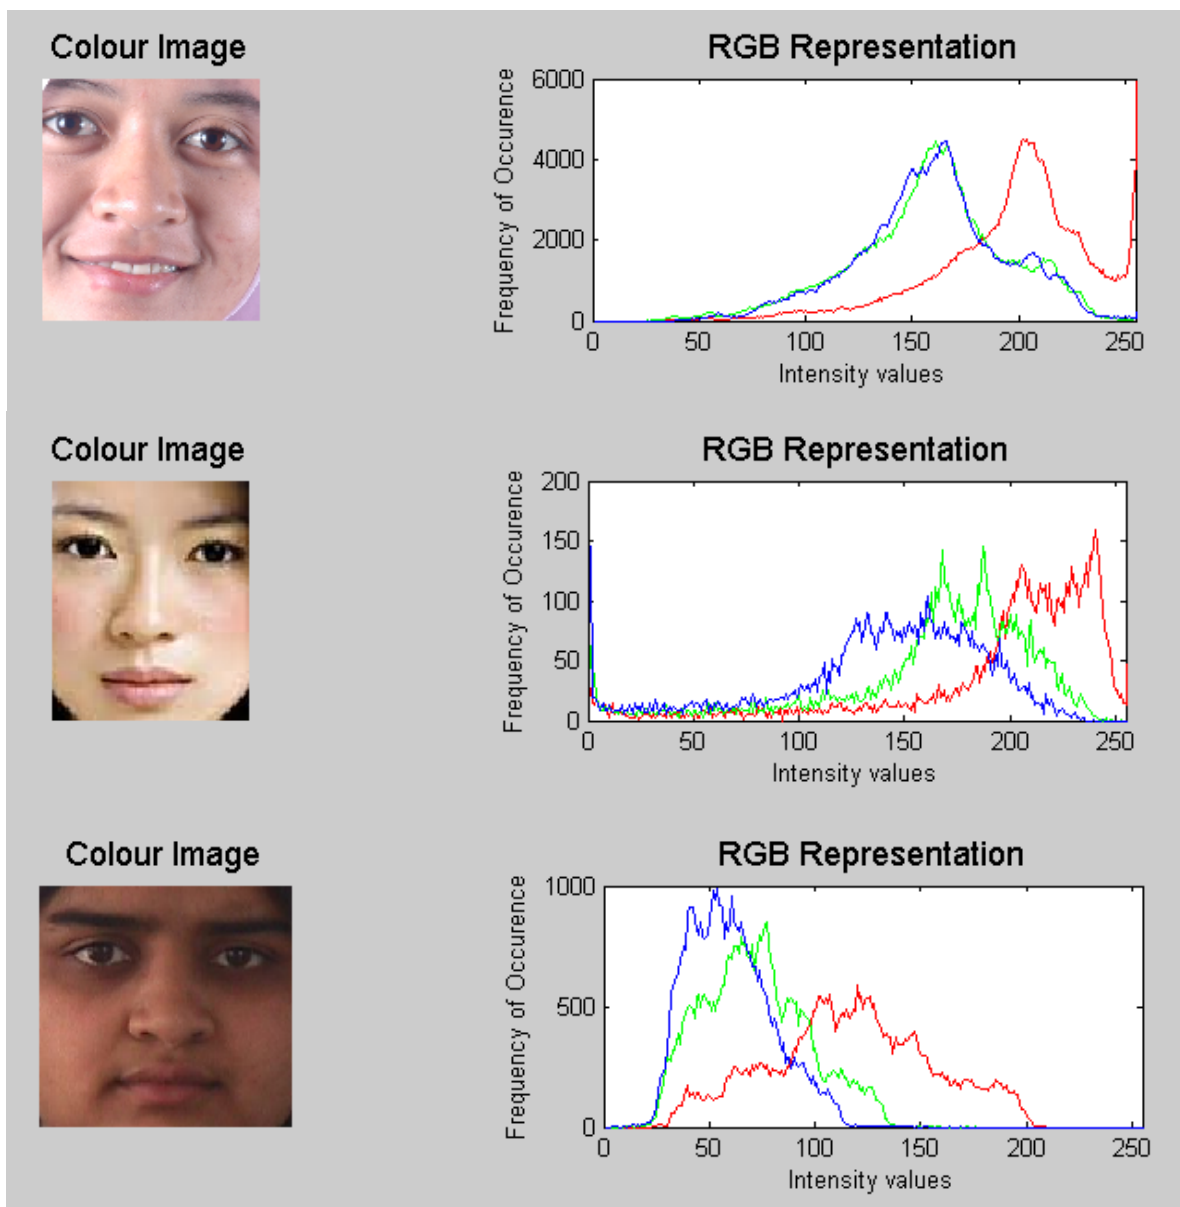 Colour Image
RGB Representation
Frequency of Occurence
6000
4000
2000
0
0 50 100 150 200 250
Intensity values
Colour Image
RGB Representation
Frequency of Occurence
200
150
100
50
0
0 50 100 150 200 250
Intensity values
Colour Image
RGB Representation
Frequency of Occurence
1000
500
0
0 50 100 150 200 250
Intensity values